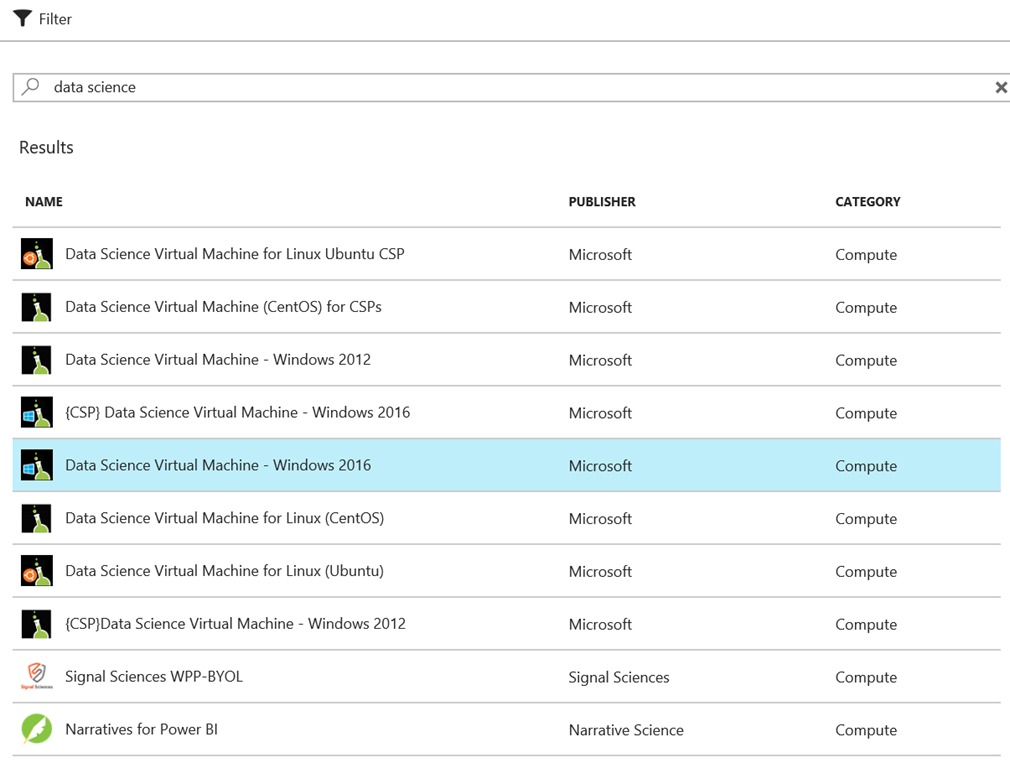 Filter
data science
Results
NAME PUBLISHER CATEGORY
Data Science Virtual Machine for Linux Ubuntu CSP Microsoft Compute
Data Science Virtual Machine (CentOS) for CSPs Microsoft Compute
Data Science Virtual Machine - Windows 2012 Microsoft Compute
{CSP} Data Science Virtual Machine - Windows 2016 Microsoft Compute
Data Science Virtual Machine - Windows 2016 Microsoft Compute
Data Science Virtual Machine for Linux (CentOS) Microsoft Compute
Data Science Virtual Machine for Linux (Ubuntu) Microsoft Compute
{CSP}Data Science Virtual Machine - Windows 2012 Microsoft Compute
Signal Sciences Signal Sciences WPP-BYOL Signal Sciences Compute
Narratives for Power BI Narrative Science Compute